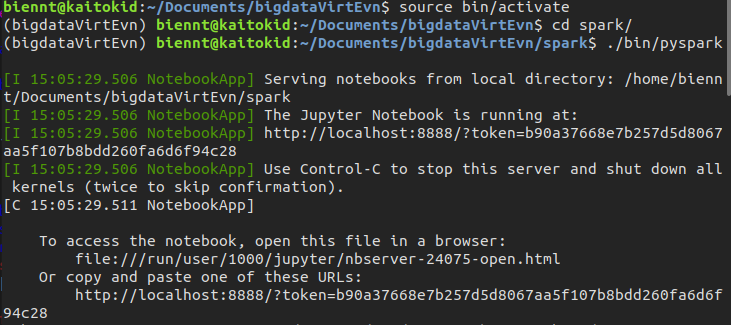 biennt@kaitokid:~/Documents/bigdataVirtEvn$ source bin/activate
(bigdataVirtEvn) biennt@kaitokid:~/Documents/bigdataVirtEvn$ cd spark/
(bigdataVirtEvn) biennt@kaitokid:~/Documents/bigdataVirtEvn/spark$ ./bin/pyspark
[I 15:05:29.506 NotebookApp] Serving notebooks from local directory: /home/bienn
t/Documents/bigdataVirtEvn/spark
[I 15:05:29.506 NotebookApp] The Jupyter Notebook is running at:
[I 15:05:29.506 NotebookApp] http://localhost:8888/?token=b90a37668e7b257d5d8067
aa5f107b8bdd260fa6d6f94c28
[I 15:05:29.506 NotebookApp] Use Control-C to stop this server and shut down all
 kernels (twice to skip confirmation).
[C 15:05:29.511 NotebookApp]
    To access the notebook, open this file in a browser:
        file:///run/user/1000/jupyter/nbserver-24075-open.html
    Or copy and paste one of these URLs:
        http://localhost:8888/?token=b90a37668e7b257d5d8067aa5f107b8bdd260fa6d6f
94c28